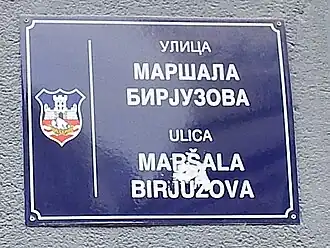 УЛИЦА
МАРШАЛА
БИРЈУЗОВА
ULICA
MARŠALA
BIRJUZOVA